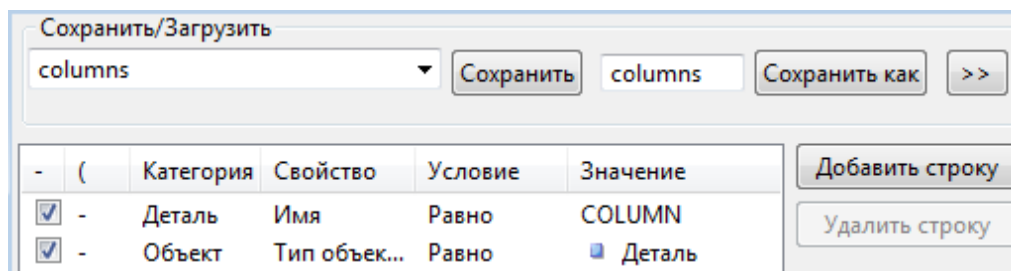 Сохранить/Загрузить
columns Сохранить columns Сохранить как >>
- ( Категория Свойство Условие Значение Добавить строку
- Деталь Имя Равно COLUMN
Удалить строку
- Объект Тип объек... Равно Деталь